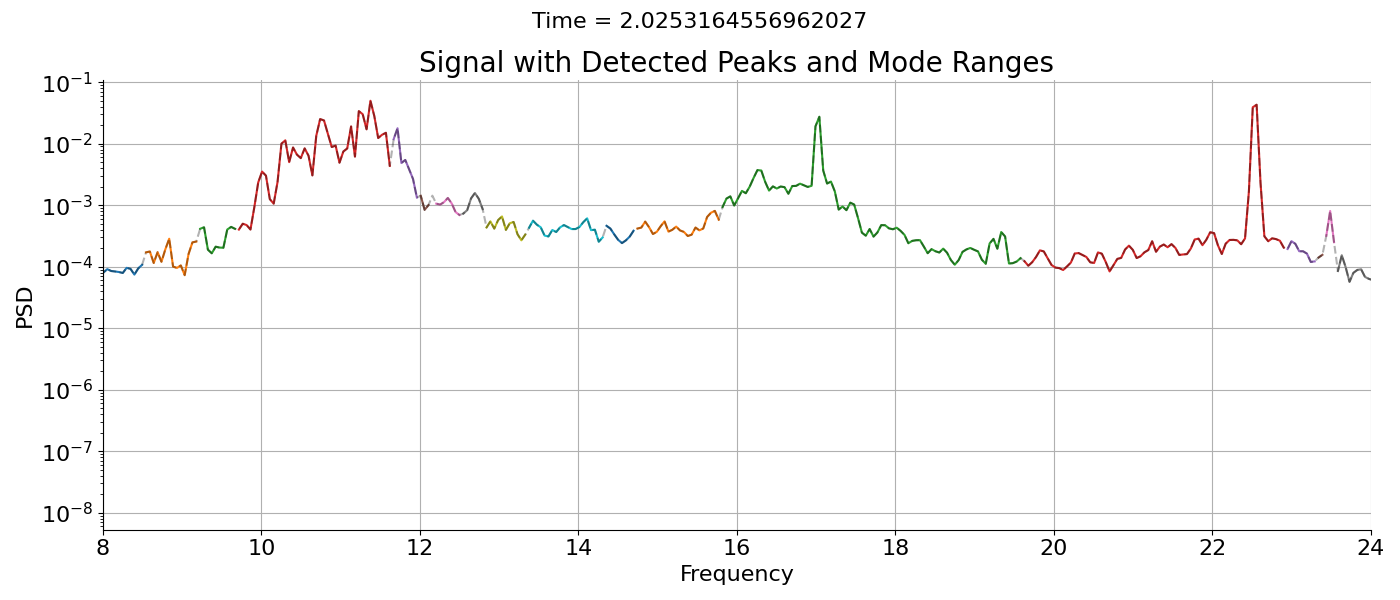 Time = 2.0253164556962027
Signal with Detected Peaks and Mode Ranges
10⁻¹
10⁻²
10⁻³
10⁻⁴
10⁻⁵
10⁻⁶
10⁻⁷
10⁻⁸
PSD
8 10 12 14 16 18 20 22 24
Frequency